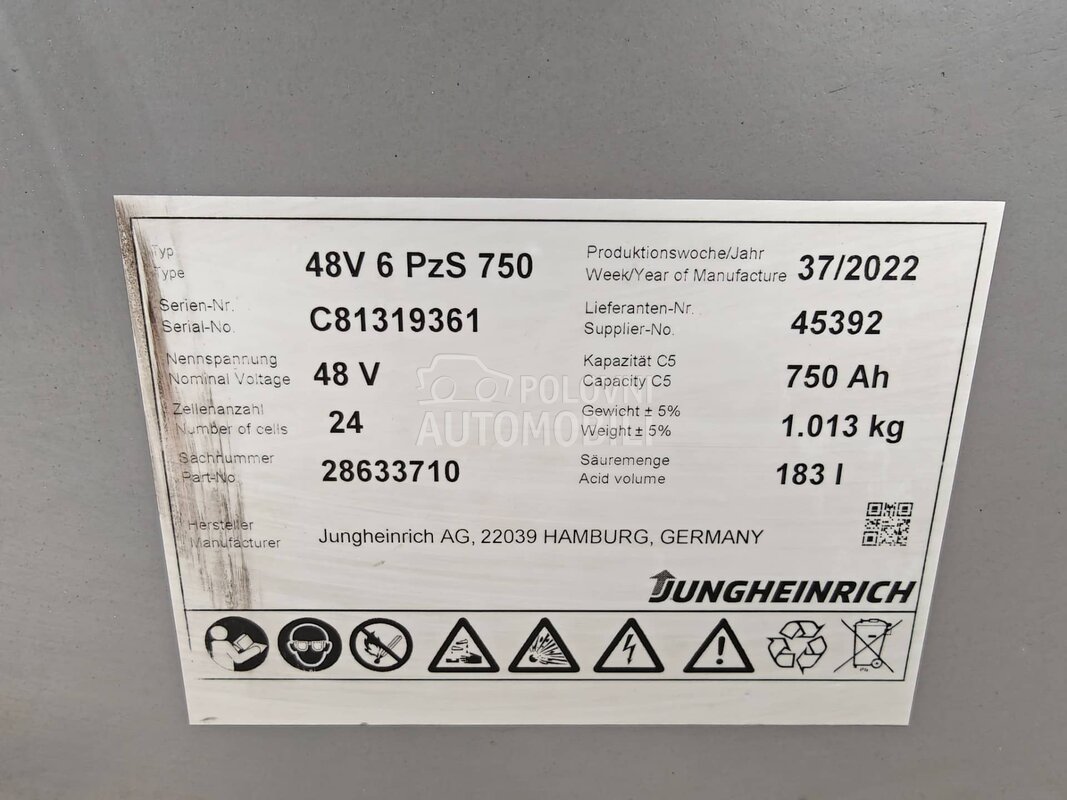 Typ
Type
48V 6 PzS 750
Produktionswoche/Jahr
Week/Year of Manufacture
37/2022
Serien-Nr.
Serial-No.
C81319361
Lieferanten-Nr.
Supplier-No.
45392
Nennspannung
Nominal Voltage
48 V
Kapazität C5
Capacity C5
750 Ah
Zellenanzahl
Number of cells
24
Gewicht ± 5%
Weight ± 5%
1.013 kg
Sachnummer
Part-No.
28633710
Säuremenge
Acid volume
183 l
Hersteller
Manufacturer
Jungheinrich AG, 22039 HAMBURG, GERMANY
JUNGHEINRICH
POLOVNI
AUTOMOBILI